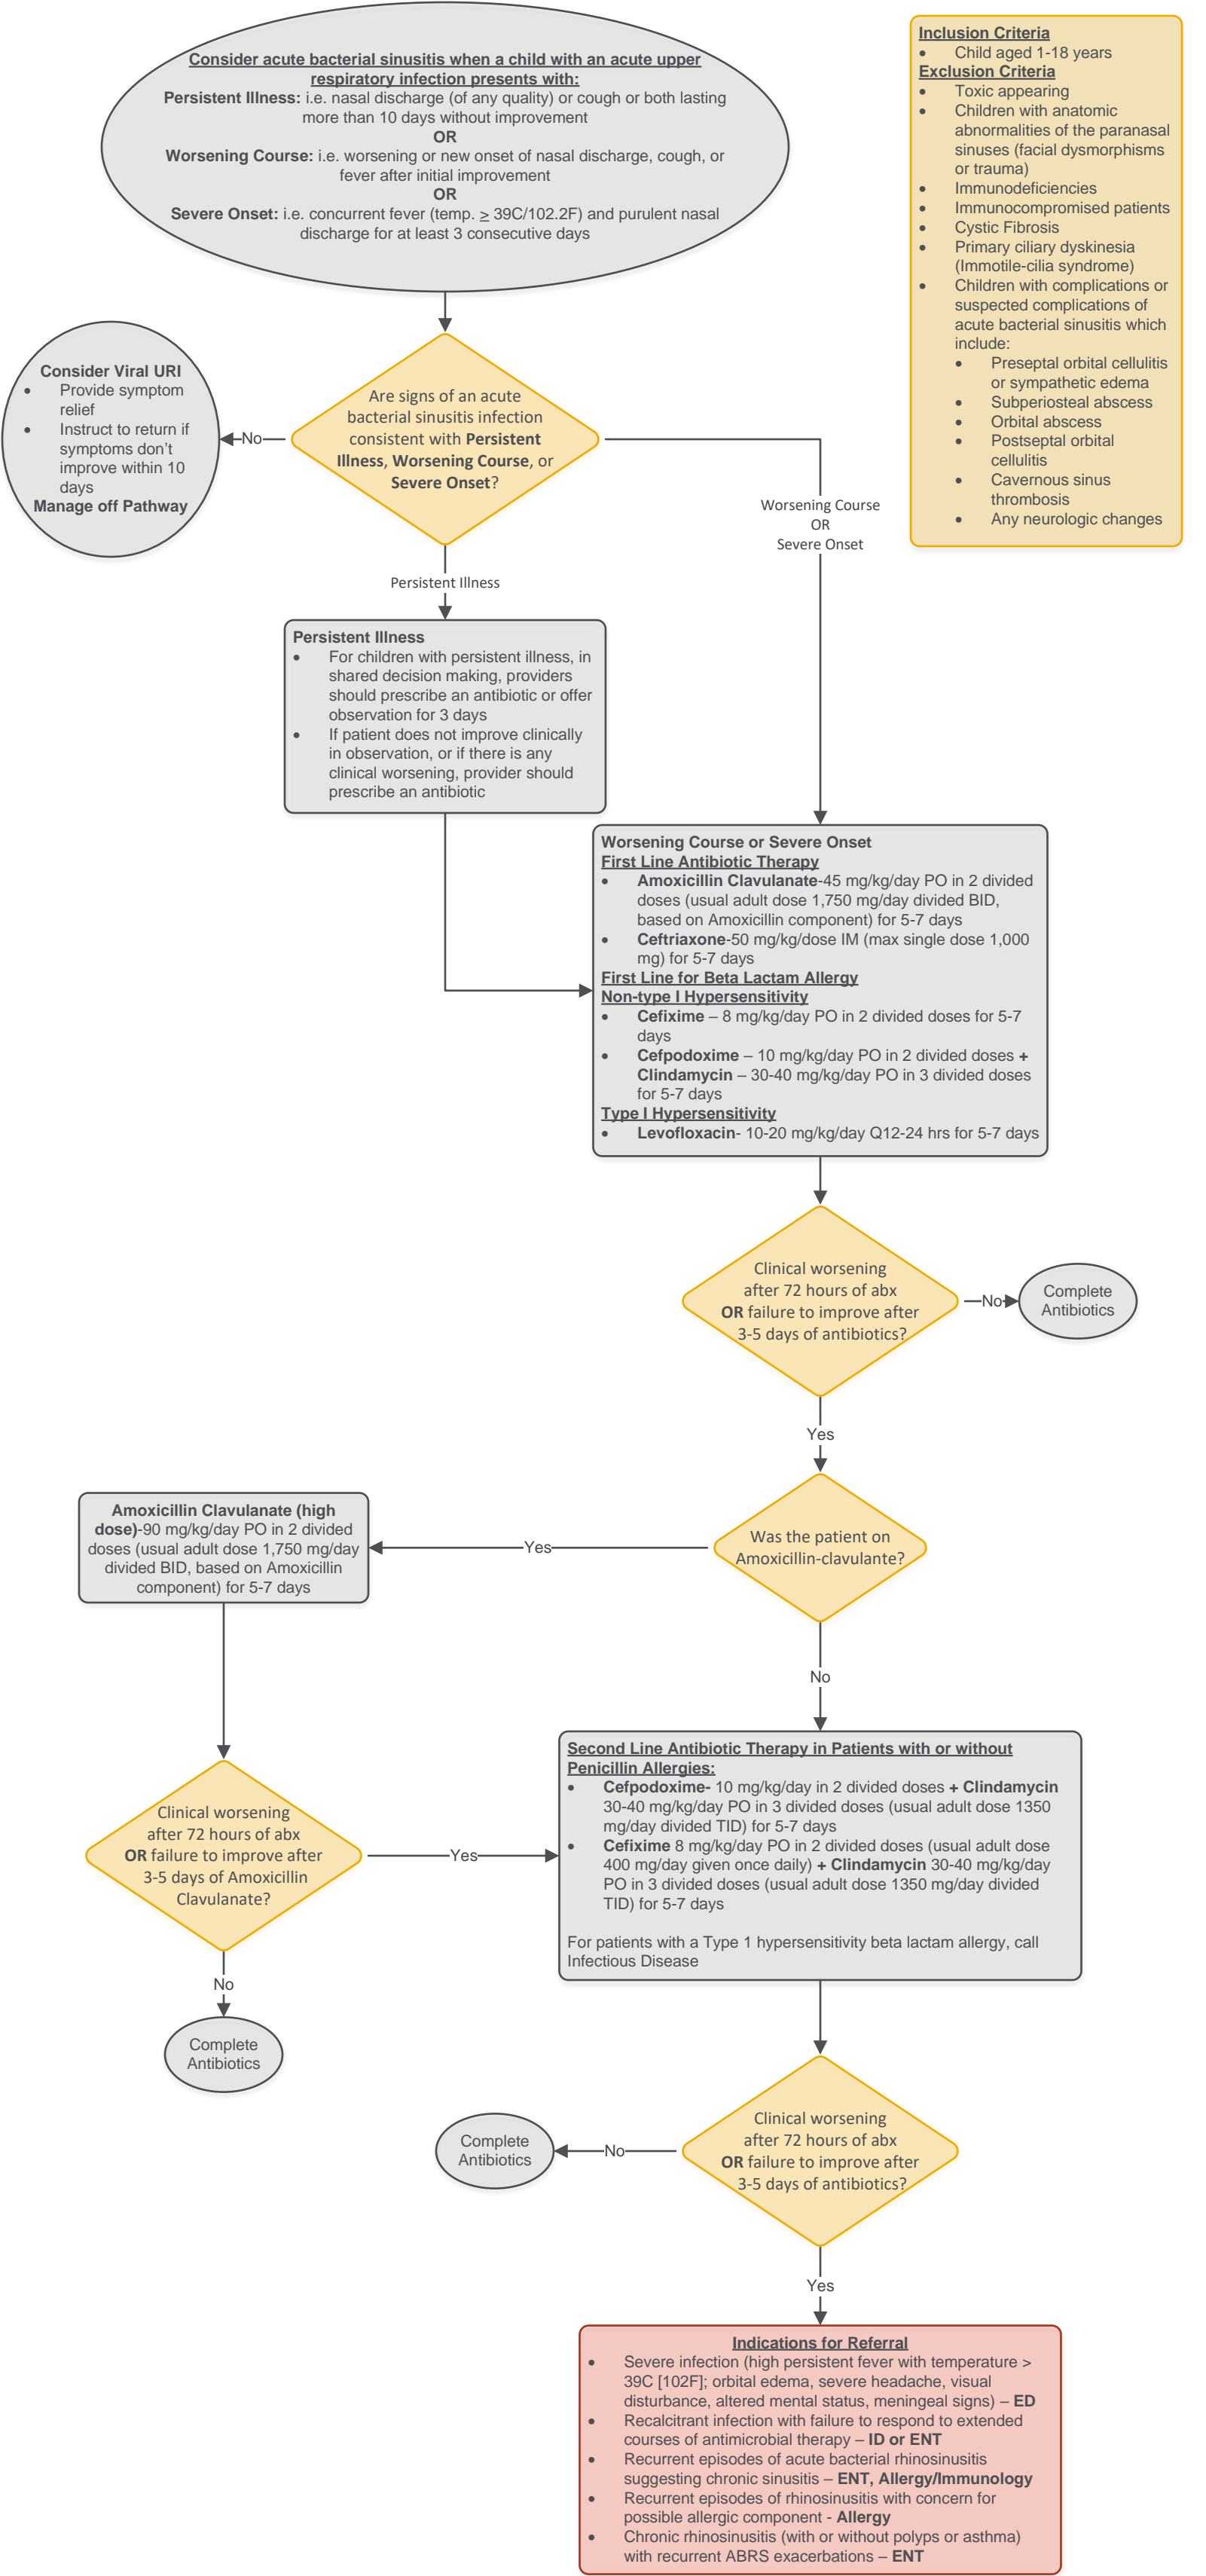 Consider acute bacterial sinusitis when a child with an acute upper
respiratory infection presents with:
Persistent Illness: i.e. nasal discharge (of any quality) or cough or both lasting
more than 10 days without improvement
OR
Worsening Course: i.e. worsening or new onset of nasal discharge, cough, or
fever after initial improvement
OR
Severe Onset: i.e. concurrent fever (temp. ≥ 39C/102.2F) and purulent nasal
discharge for at least 3 consecutive days
Inclusion Criteria
• Child aged 1-18 years
Exclusion Criteria
• Toxic appearing
• Children with anatomic
abnormalities of the paranasal
sinuses (facial dysmorphisms
or trauma)
• Immunodeficiencies
• Immunocompromised patients
• Cystic Fibrosis
• Primary ciliary dyskinesia
(Immotile-cilia syndrome)
• Children with complications or
suspected complications of
acute bacterial sinusitis which
include:
• Preseptal orbital cellulitis
or sympathetic edema
• Subperiosteal abscess
• Orbital abscess
• Postseptal orbital
cellulitis
• Cavernous sinus
thrombosis
• Any neurologic changes
Consider Viral URI
• Provide symptom
relief
• Instruct to return if
symptoms don't
improve within 10
days
Manage off Pathway
No
Are signs of an acute
bacterial sinusitis infection
consistent with Persistent
Illness, Worsening Course, or
Severe Onset?
Worsening Course
OR
Severe Onset
Persistent Illness
Persistent Illness
• For children with persistent illness, in
shared decision making, providers
should prescribe an antibiotic or offer
observation for 3 days
• If patient does not improve clinically
in observation, or if there is any
clinical worsening, provider should
prescribe an antibiotic
Worsening Course or Severe Onset
First Line Antibiotic Therapy
• Amoxicillin Clavulanate-45 mg/kg/day PO in 2 divided
doses (usual adult dose 1,750 mg/day divided BID,
based on Amoxicillin component) for 5-7 days
• Ceftriaxone-50 mg/kg/dose IM (max single dose 1,000
mg) for 5-7 days
First Line for Beta Lactam Allergy
Non-type I Hypersensitivity
• Cefixime – 8 mg/kg/day PO in 2 divided doses for 5-7
days
• Cefpodoxime – 10 mg/kg/day PO in 2 divided doses +
Clindamycin – 30-40 mg/kg/day PO in 3 divided doses
for 5-7 days
Type I Hypersensitivity
• Levofloxacin- 10-20 mg/kg/day Q12-24 hrs for 5-7 days
Clinical worsening
after 72 hours of abx
OR failure to improve after
3-5 days of antibiotics?
No
Complete
Antibiotics
Yes
Was the patient on
Amoxicillin-clavulante?
Yes
Amoxicillin Clavulanate (high
dose)-90 mg/kg/day PO in 2 divided
doses (usual adult dose 1,750 mg/day
divided BID, based on Amoxicillin
component) for 5-7 days
No
Clinical worsening
after 72 hours of abx
OR failure to improve after
3-5 days of Amoxicillin
Clavulanate?
Yes
No
Complete
Antibiotics
Second Line Antibiotic Therapy in Patients with or without
Penicillin Allergies:
• Cefpodoxime- 10 mg/kg/day in 2 divided doses + Clindamycin
30-40 mg/kg/day PO in 3 divided doses (usual adult dose 1350
mg/day divided TID) for 5-7 days
• Cefixime 8 mg/kg/day PO in 2 divided doses (usual adult dose
400 mg/day given once daily) + Clindamycin 30-40 mg/kg/day
PO in 3 divided doses (usual adult dose 1350 mg/day divided
TID) for 5-7 days
For patients with a Type 1 hypersensitivity beta lactam allergy, call
Infectious Disease
Clinical worsening
after 72 hours of abx
OR failure to improve after
3-5 days of antibiotics?
No
Complete
Antibiotics
Yes
Indications for Referral
• Severe infection (high persistent fever with temperature >
39C [102F]; orbital edema, severe headache, visual
disturbance, altered mental status, meningeal signs) – ED
• Recalcitrant infection with failure to respond to extended
courses of antimicrobial therapy – ID or ENT
• Recurrent episodes of acute bacterial rhinosinusitis
suggesting chronic sinusitis – ENT, Allergy/Immunology
• Recurrent episodes of rhinosinusitis with concern for
possible allergic component - Allergy
• Chronic rhinosinusitis (with or without polyps or asthma)
with recurrent ABRS exacerbations – ENT